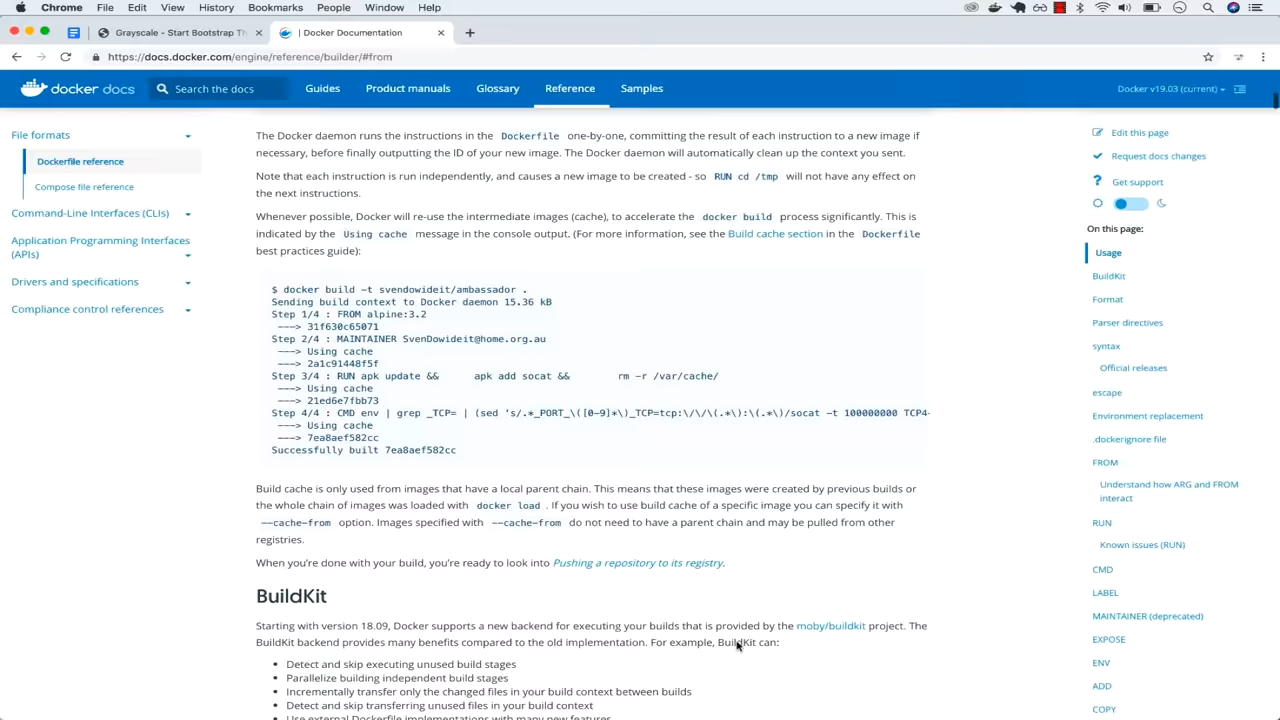 Chrome File Edit View History Bookmarks People Window Help
Grayscale - Start Bootstrap Th
| Docker Documentation
https://docs.docker.com/engine/reference/builder/#from
docker docs
Search the docs
Guides
Product manuals
Glossary
Reference
Samples
Docker v19.03 (current)
File formats
Dockerfile reference
Compose file reference
Command-Line Interfaces (CLIs)
Application Programming Interfaces
(APIs)
Drivers and specifications
Compliance control references
The Docker daemon runs the instructions in the Dockerfile one-by-one, committing the result of each instruction to a new image if
necessary, before finally outputting the ID of your new image. The Docker daemon will automatically clean up the context you sent.
Note that each instruction is run independently, and causes a new image to be created - so RUN cd /tmp will not have any effect on
the next instructions.
Whenever possible, Docker will re-use the intermediate images (cache), to accelerate the docker build process significantly. This is
indicated by the Using cache message in the console output. (For more information, see the Build cache section in the Dockerfile
best practices guide):
$ docker build -t svendowideit/ambassador .
Sending build context to Docker daemon 15.36 kB
Step 1/4 : FROM alpine:3.2
---> 31f630c65071
Step 2/4 : MAINTAINER SvenDowideit@home.org.au
---> Using cache
---> 2a1c91448f5f
Step 3/4 : RUN apk update && apk add socat && rm -r /var/cache/
---> Using cache
---> 21ed6e7fbb73
Step 4/4 : CMD env | grep _TCP= | (sed 's/.*_PORT_\([0-9]*\)_TCP=tcp:\/\/\(.*\):\(.*\)/socat -t 100000000 TCP4-
---> Using cache
---> 7ea8aef582cc
Successfully built 7ea8aef582cc
Build cache is only used from images that have a local parent chain. This means that these images were created by previous builds or
the whole chain of images was loaded with docker load . If you wish to use build cache of a specific image you can specify it with
--cache-from option. Images specified with --cache-from do not need to have a parent chain and may be pulled from other
registries.
When you're done with your build, you're ready to look into Pushing a repository to its registry.
BuildKit
Starting with version 18.09, Docker supports a new backend for executing your builds that is provided by the moby/buildkit project. The
BuildKit backend provides many benefits compared to the old implementation. For example, BuildKit can:
• Detect and skip executing unused build stages
• Parallelize building independent build stages
• Incrementally transfer only the changed files in your build context between builds
• Detect and skip transferring unused files in your build context
• Use external Dockerfile implementations with many new features
Edit this page
Request docs changes
Get support
On this page:
Usage
BuildKit
Format
Parser directives
syntax
Official releases
escape
Environment replacement
.dockerignore file
FROM
Understand how ARG and FROM
interact
RUN
Known issues (RUN)
CMD
LABEL
MAINTAINER (deprecated)
EXPOSE
ENV
ADD
COPY